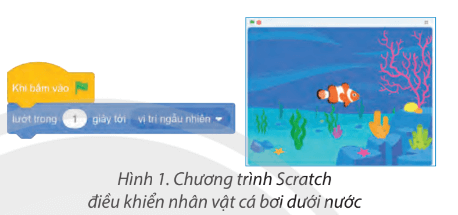 Khi bấm vào
lướt trong 1 giây tới vị trí ngẫu nhiên
Hình 1. Chương trình Scratch
điều khiển nhân vật cá bơi dưới nước